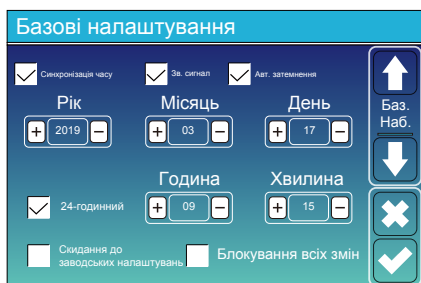 Базові налаштування
Синхронізація часу
Зв. сигнал
Авт. затемнення
Рік
Місяць
День
Баз.
Наб.
+ 2019 −
+ 03 −
+ 17 −
Година
Хвилина
24-годинний
+ 09 −
+ 15 −
Скидання до
заводських налаштувань
Блокування всіх змін